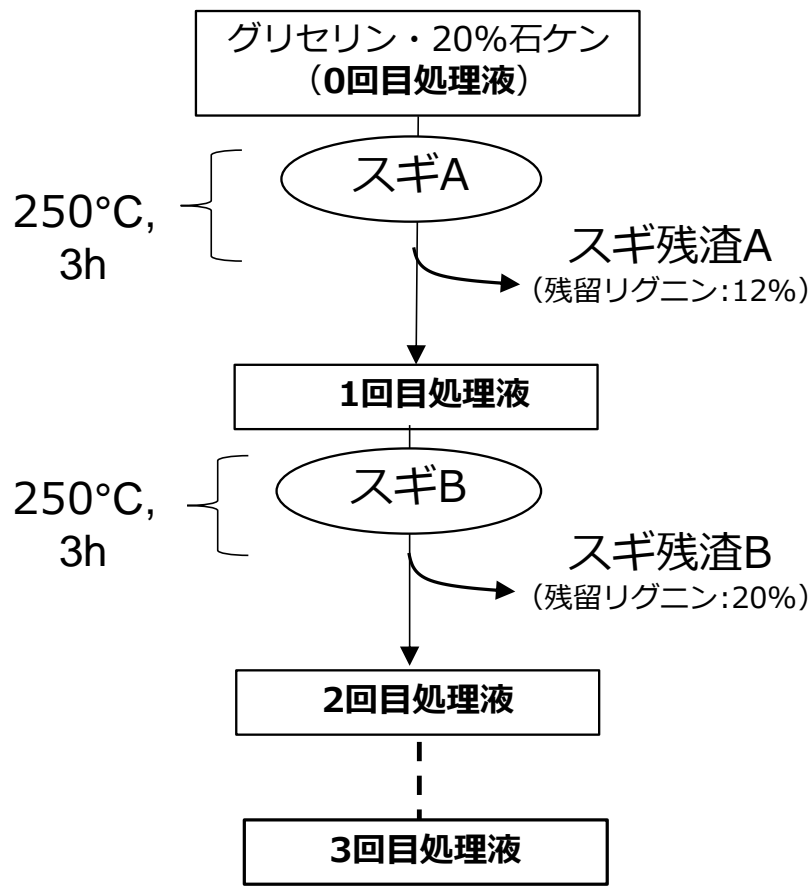 グリセリン・20%石ケン
（0回目処理液）
スギA
250°C,
3h
スギ残渣A
（残留リグニン:12%）
1回目処理液
スギB
250°C,
3h
スギ残渣B
（残留リグニン:20%）
2回目処理液
3回目処理液